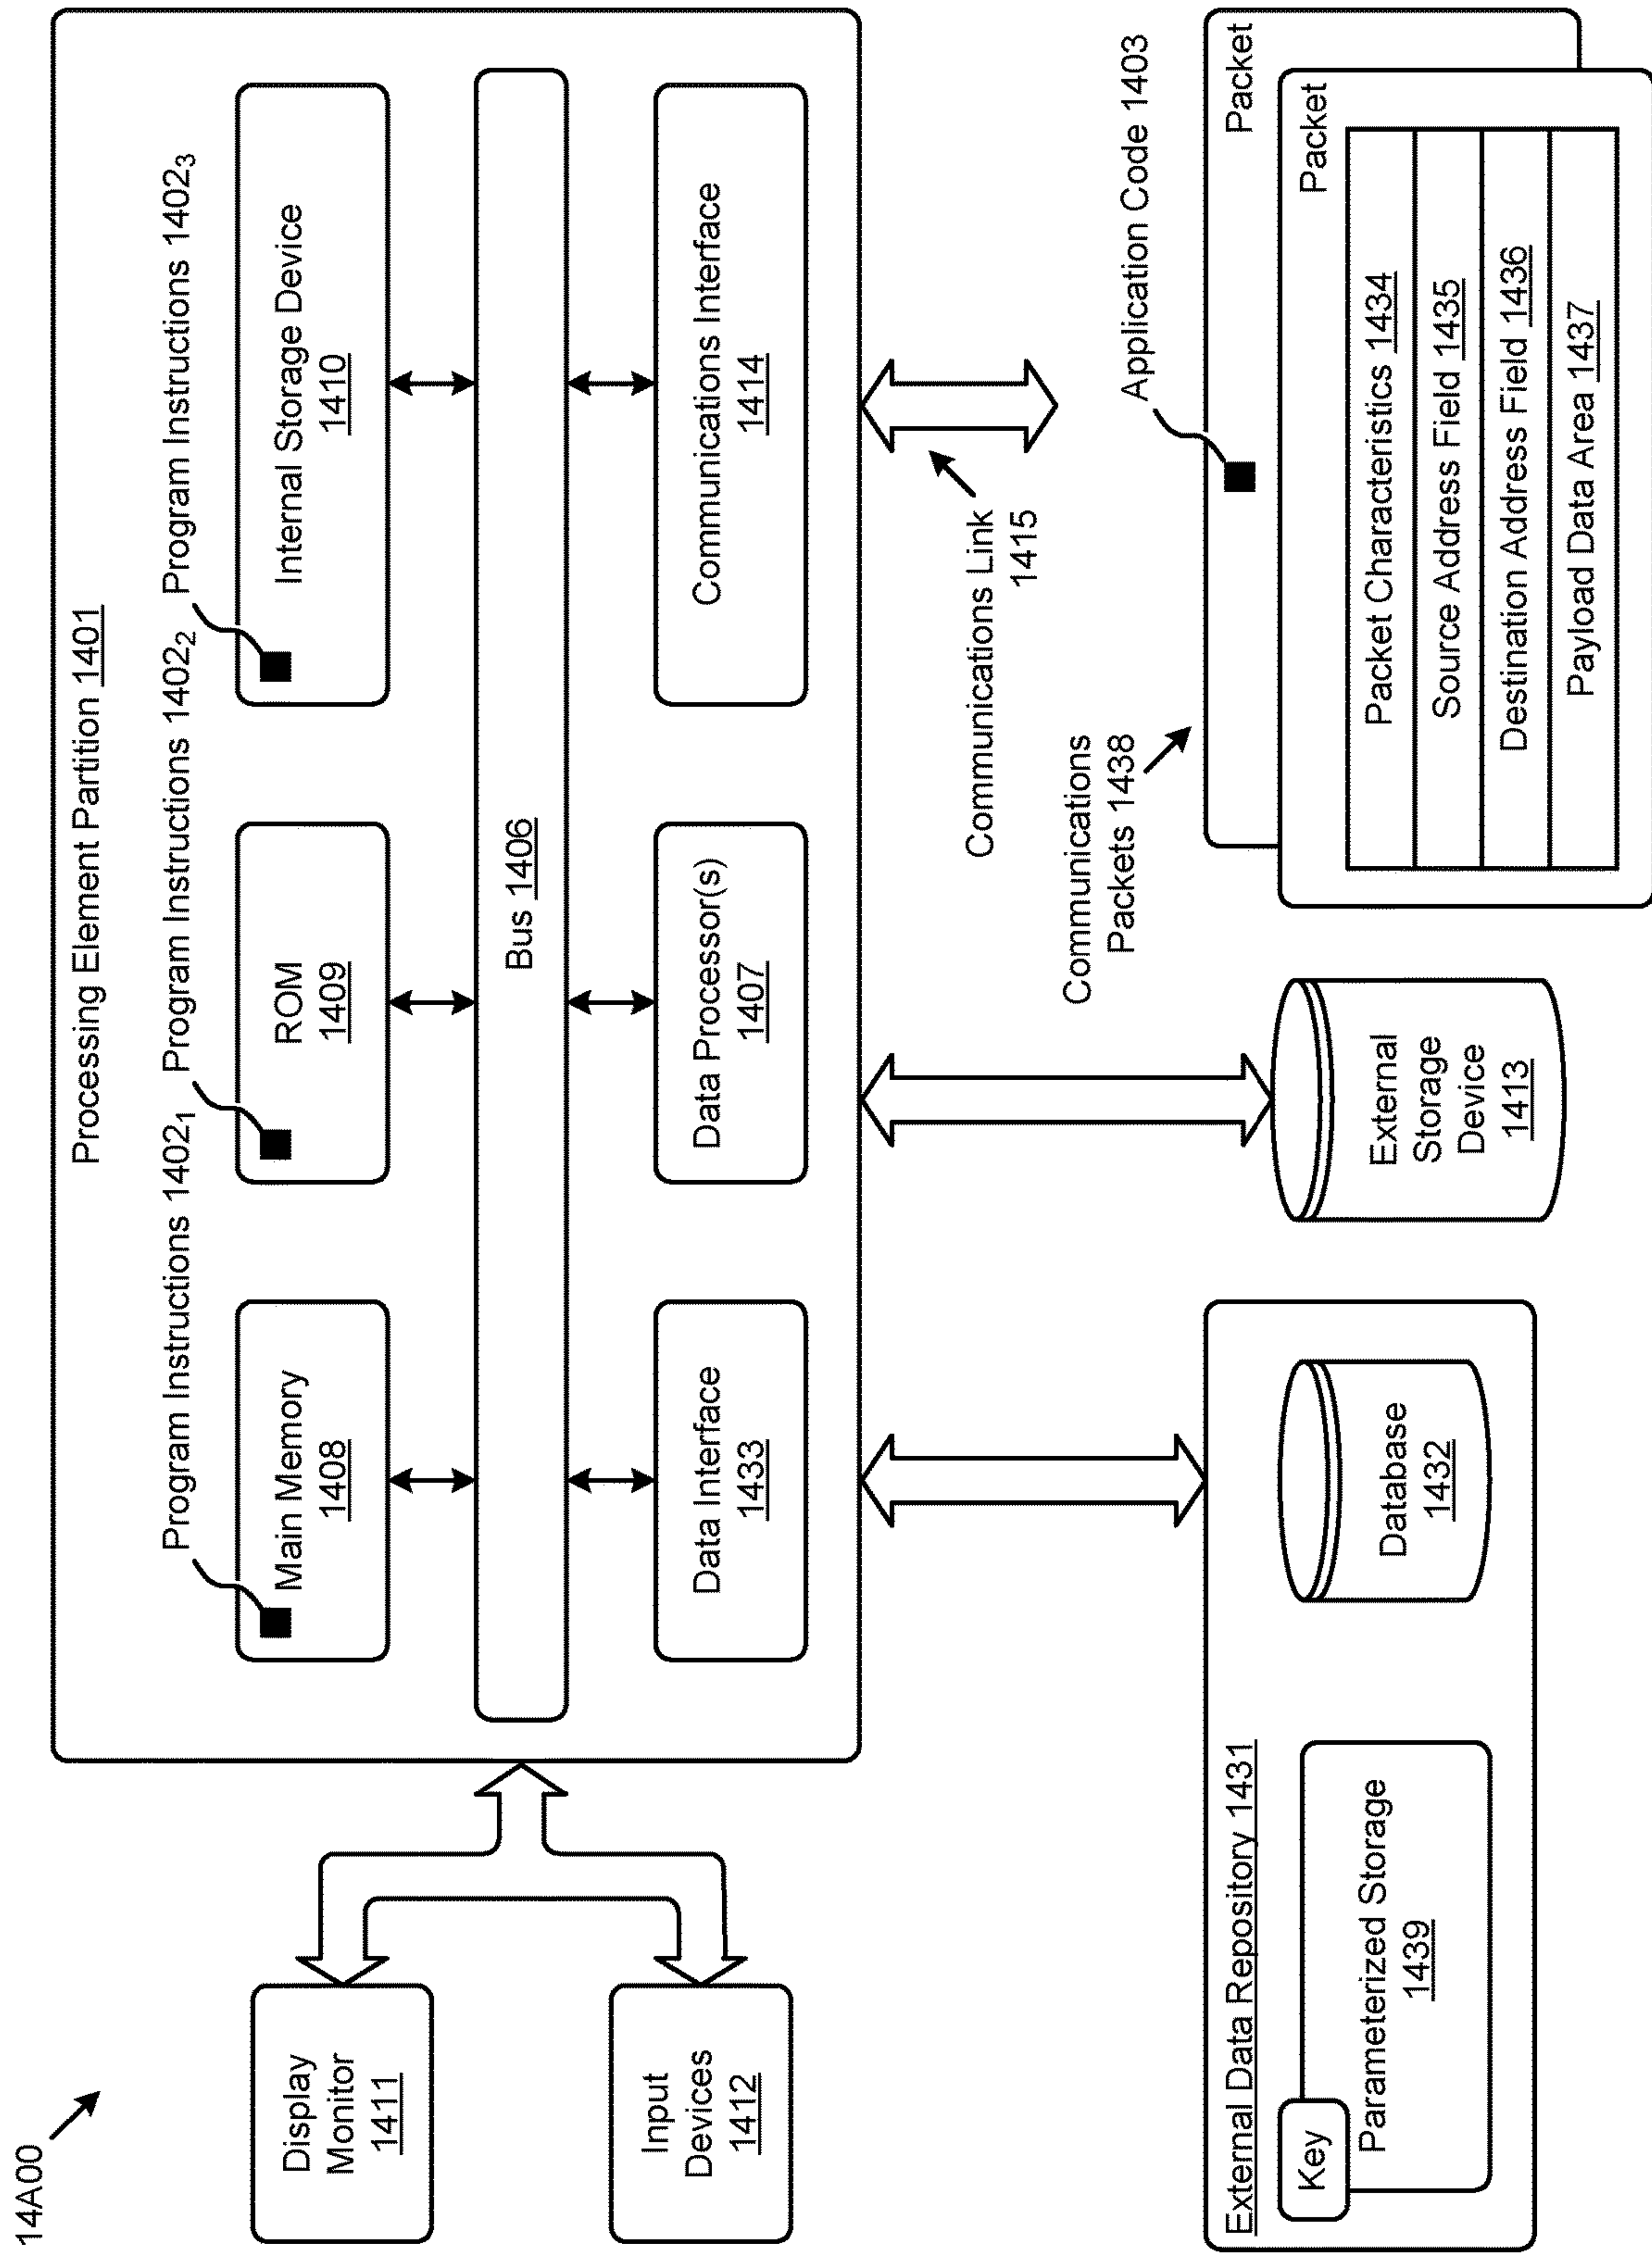 14A00
Processing Element Partition 1401
Program Instructions 1402₁
Program Instructions 1402₂
Program Instructions 1402₃
Main Memory
1408
ROM
1409
Internal Storage Device
1410
Display
Monitor
1411
Bus 1406
Input
Devices
1412
Data Interface
1433
Data Processor(s)
1407
Communications Interface
1414
Communications Link
1415
Communications
Packets 1438
Application Code 1403
External Data Repository 1431
Key
Parameterized Storage
1439
Database
1432
External
Storage
Device
1413
Packet
Packet
Packet Characteristics 1434
Source Address Field 1435
Destination Address Field 1436
Payload Data Area 1437